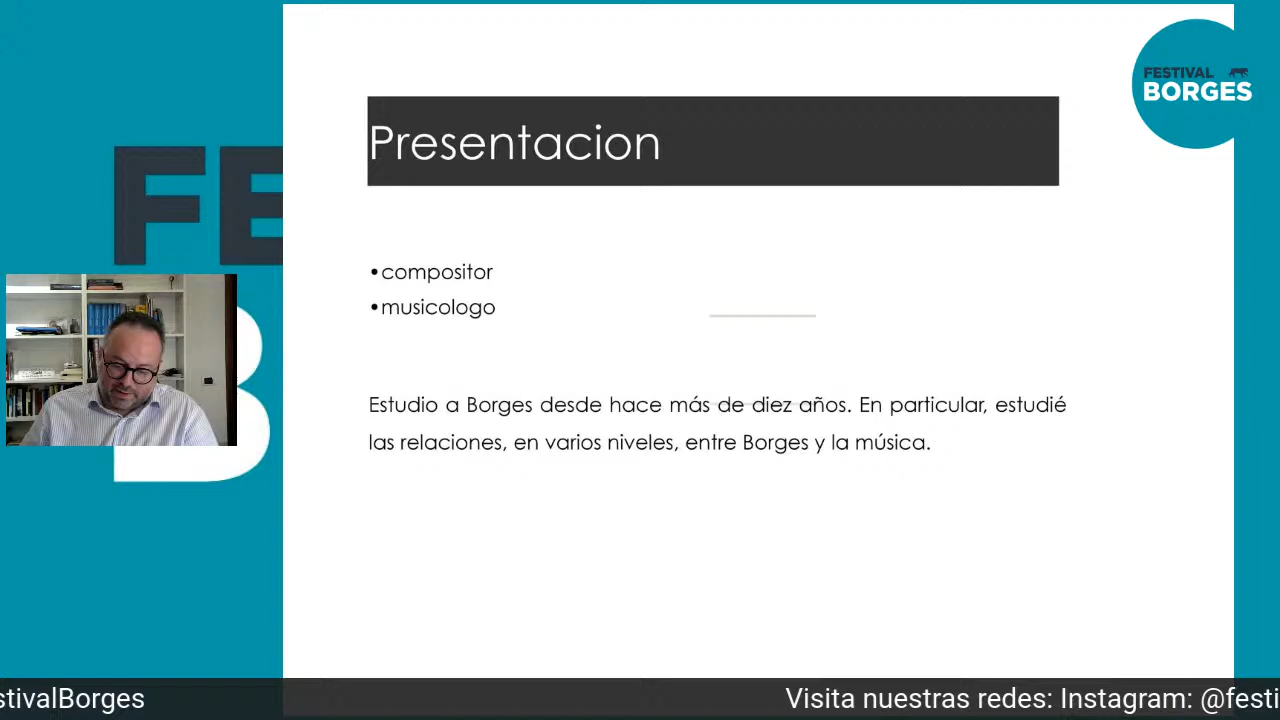 FESTIVAL
BORGES
Presentacion
•compositor
•musicologo
Estudio a Borges desde hace más de diez años. En particular, estudié
las relaciones, en varios niveles, entre Borges y la música.
FE
B
stivalBorges
Visita nuestras redes: Instagram: @festi